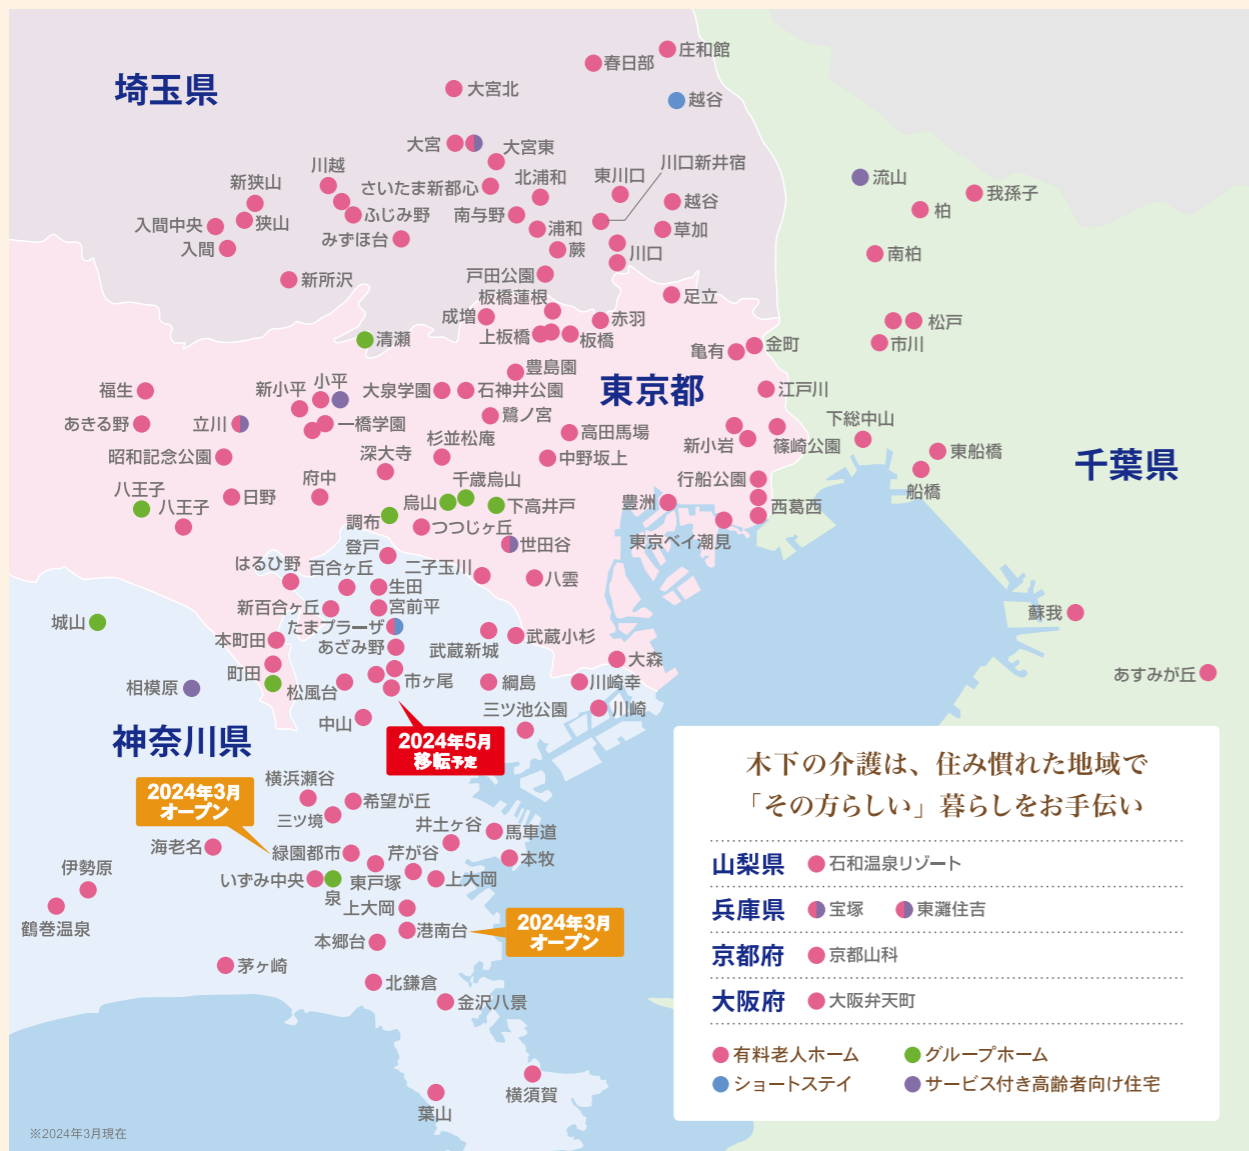 埼玉県
春日部
庄和館
大宮北
越谷
大宮
大宮東
川口新井宿
川越
さいたま新都心
北浦和
東川口
流山
新狭山
越谷
我孫子
柏
入間中央
狭山
ふじみ野
南与野
浦和
草加
みずほ台
入間
蕨
川口
南柏
新所沢
戸田公園
板橋蓮根
足立
成増
赤羽
松戸
清瀬
上板橋
板橋
亀有
金町
市川
豊島園
東京都
福生
新小平
小平
大泉学園
石神井公園
江戸川
あきる野
立川
一橋学園
鷺ノ宮
高田馬場
下総中山
新小岩
篠崎公園
杉並松庵
深大寺
中野坂上
東船橋
千葉県
昭和記念公園
府中
千歳烏山
行船公園
船橋
八王子
八王子
日野
烏山
下高井戸
豊洲
西葛西
調布
つつじヶ丘
東京ベイ潮見
登戸
世田谷
はるひ野
百合ヶ丘
二子玉川
生田
八雲
新百合ヶ丘
宮前平
城山
たまプラーザ
蘇我
本町田
あざみ野
武蔵新城
武蔵小杉
大森
町田
市ヶ尾
あすみが丘
相模原
松風台
綱島
川崎幸
中山
三ツ池公園
川崎
神奈川県
2024年5月
移転予定
横浜瀬谷
2024年3月
オープン
希望が丘
三ツ境
井土ヶ谷
馬車道
海老名
緑園都市
芹が谷
本牧
伊勢原
いずみ中央
泉
東戸塚
上大岡
上大岡
鶴巻温泉
港南台
2024年3月
オープン
本郷台
茅ヶ崎
北鎌倉
金沢八景
横須賀
葉山
※2024年3月現在
木下の介護は、住み慣れた地域で
「その方らしい」暮らしをお手伝い
山梨県 石和温泉リゾート
兵庫県 宝塚 東灘住吉
京都府 京都山科
大阪府 大阪弁天町
有料老人ホーム グループホーム
ショートステイ サービス付き高齢者向け住宅